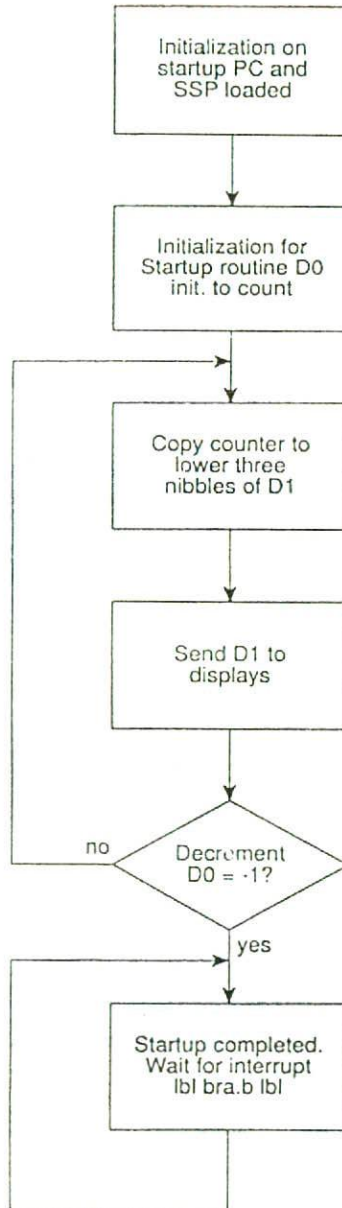 Initialization on
startup PC and
SSP loaded
Initialization for
Startup routine D0
init. to count
Copy counter to
lower three
nibbles of D1
Send D1 to
displays
no
Decrement
D0 = -1?
yes
Startup completed.
Wait for interrupt
lbl bra.b lbl